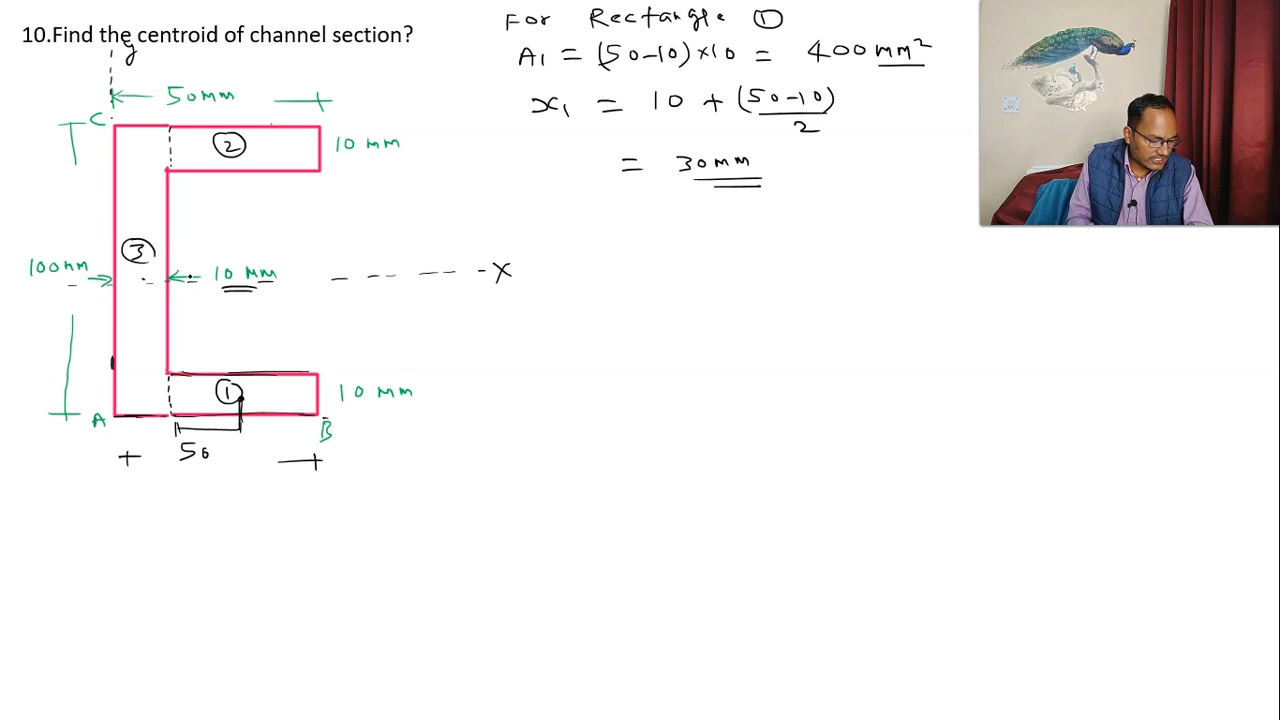 10.Find the centroid of channel section?
y
50mm
C
10 mm
②
③
100mm
10 mm
X
①
10 mm
A
B
50
For Rectangle ①
A1 = (50-10)×10 = 400 mm²
x1 = 10 + (50-10)
2
= 30mm